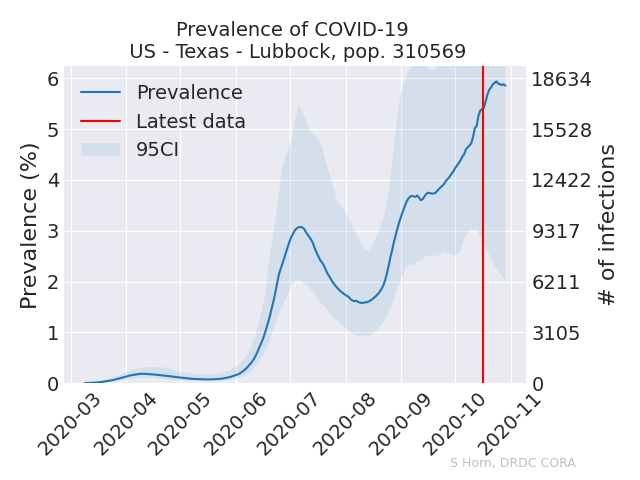 Prevalence of COVID-19
US - Texas - Lubbock, pop. 310569
Prevalence
Latest data
95CI
Prevalence (%)
6
5
4
3
2
1
0
18634
15528
12422
9317
6211
3105
0
# of infections
2020-03
2020-04
2020-05
2020-06
2020-07
2020-08
2020-09
2020-10
2020-11
S Horn, DRDC CORA